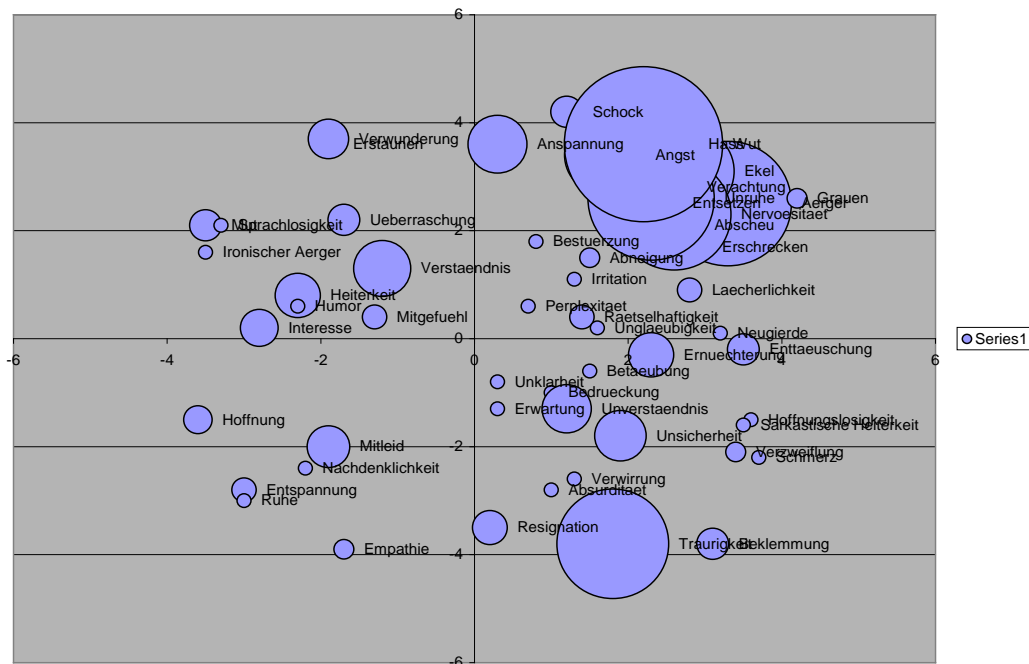 6
Schock
4
Verwunderung
Erstaunen
Anspannung
Hass
Wut
Angst
Ekel
Verachtung
Unruhe
Grauen
Entsetzen
Aerger
Nervoesitaet
Ueberraschung
Mut
Sprachlosigkeit
Abscheu
2
Bestuerzung
Erschrecken
Ironischer Aerger
Abneigung
Verstaendnis
Irritation
Laecherlichkeit
Heiterkeit
Humor
Perplexitaet
Mitgefuehl
Raetselhaftigkeit
Interesse
Unglaeubigkeit
Neugierde
Series1
0
Enttaeuschung
-6
-4
-2
0
2
4
6
Ernuechterung
Betaeubung
Unklarheit
Bedrueckung
Erwartung
Unverstaendnis
Hoffnung
Hoffnungslosigkeit
Sarkastische Heiterkeit
Unsicherheit
-2
Mitleid
Verzweiflung
Schmerz
Nachdenklichkeit
Verwirrung
Entspannung
Absurditaet
Ruhe
Resignation
Traurigkeit
Beklemmung
Empathie
-4
-6